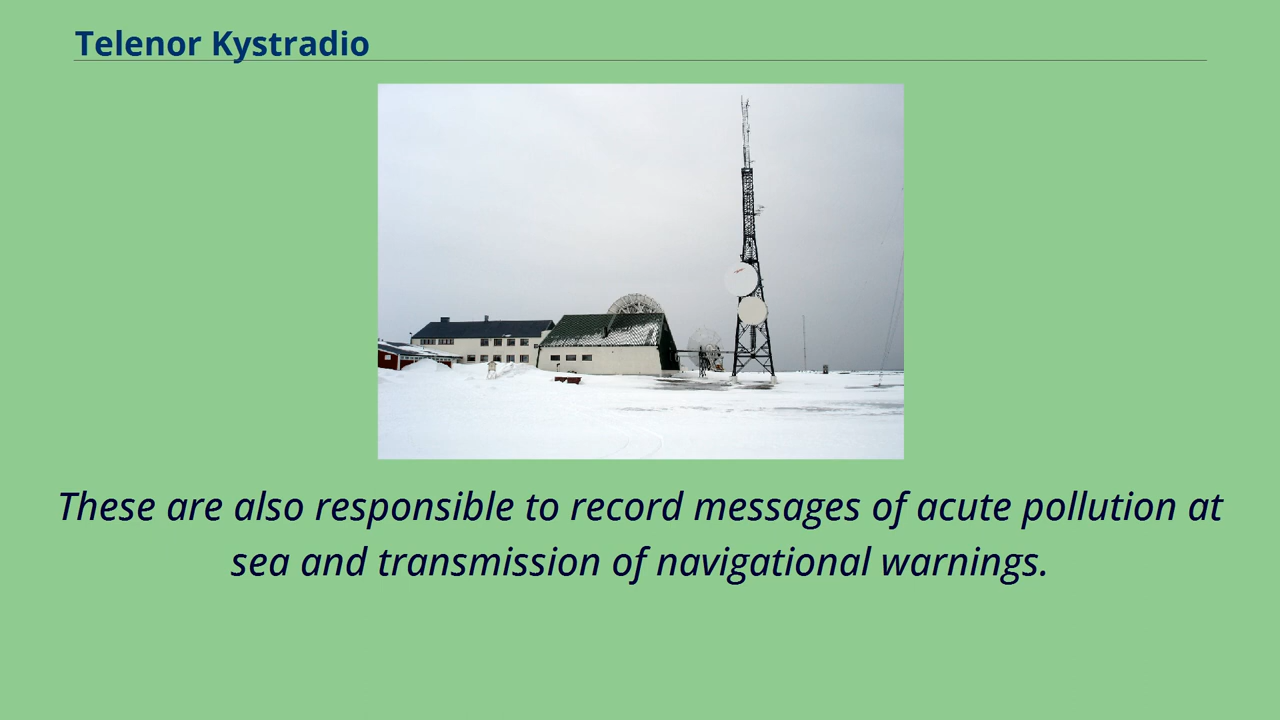 Telenor Kystradio
These are also responsible to record messages of acute pollution at
sea and transmission of navigational warnings.